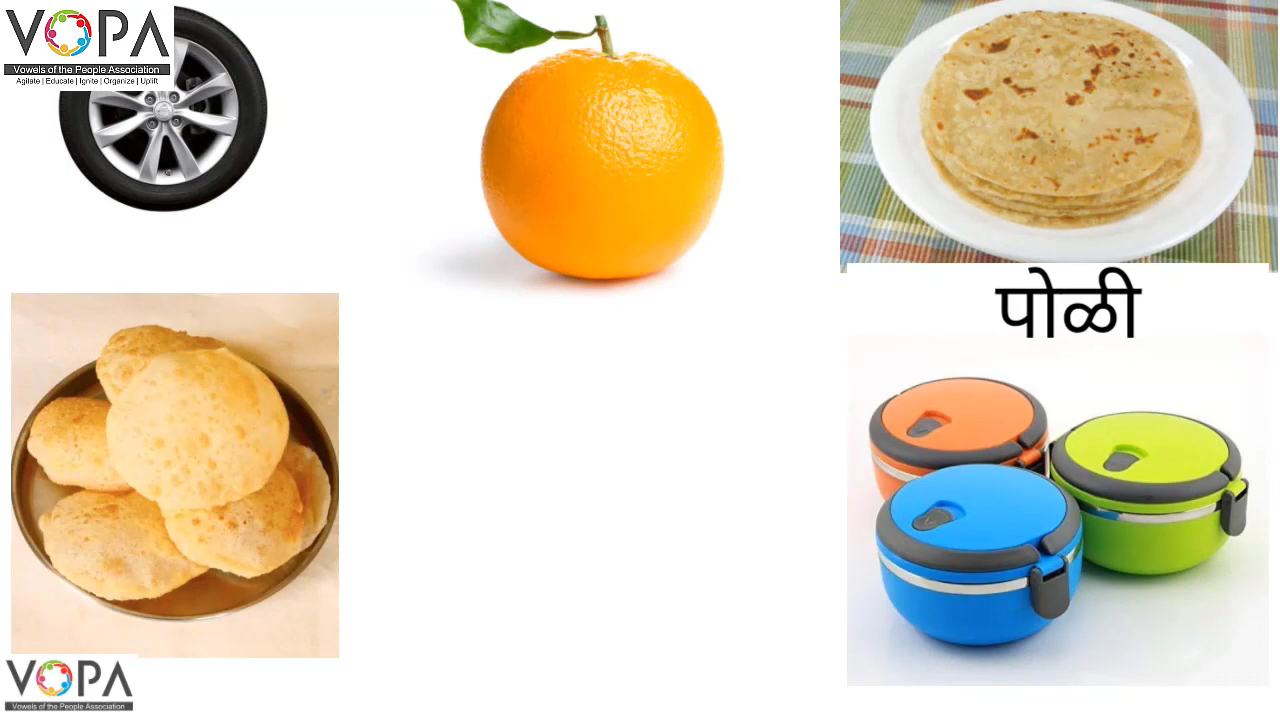 VOPA
Vowels of the People Association
Agitate | Educate | Ignite | Organize | Uplift
पोळी
VOPA
Vowels of the People Association